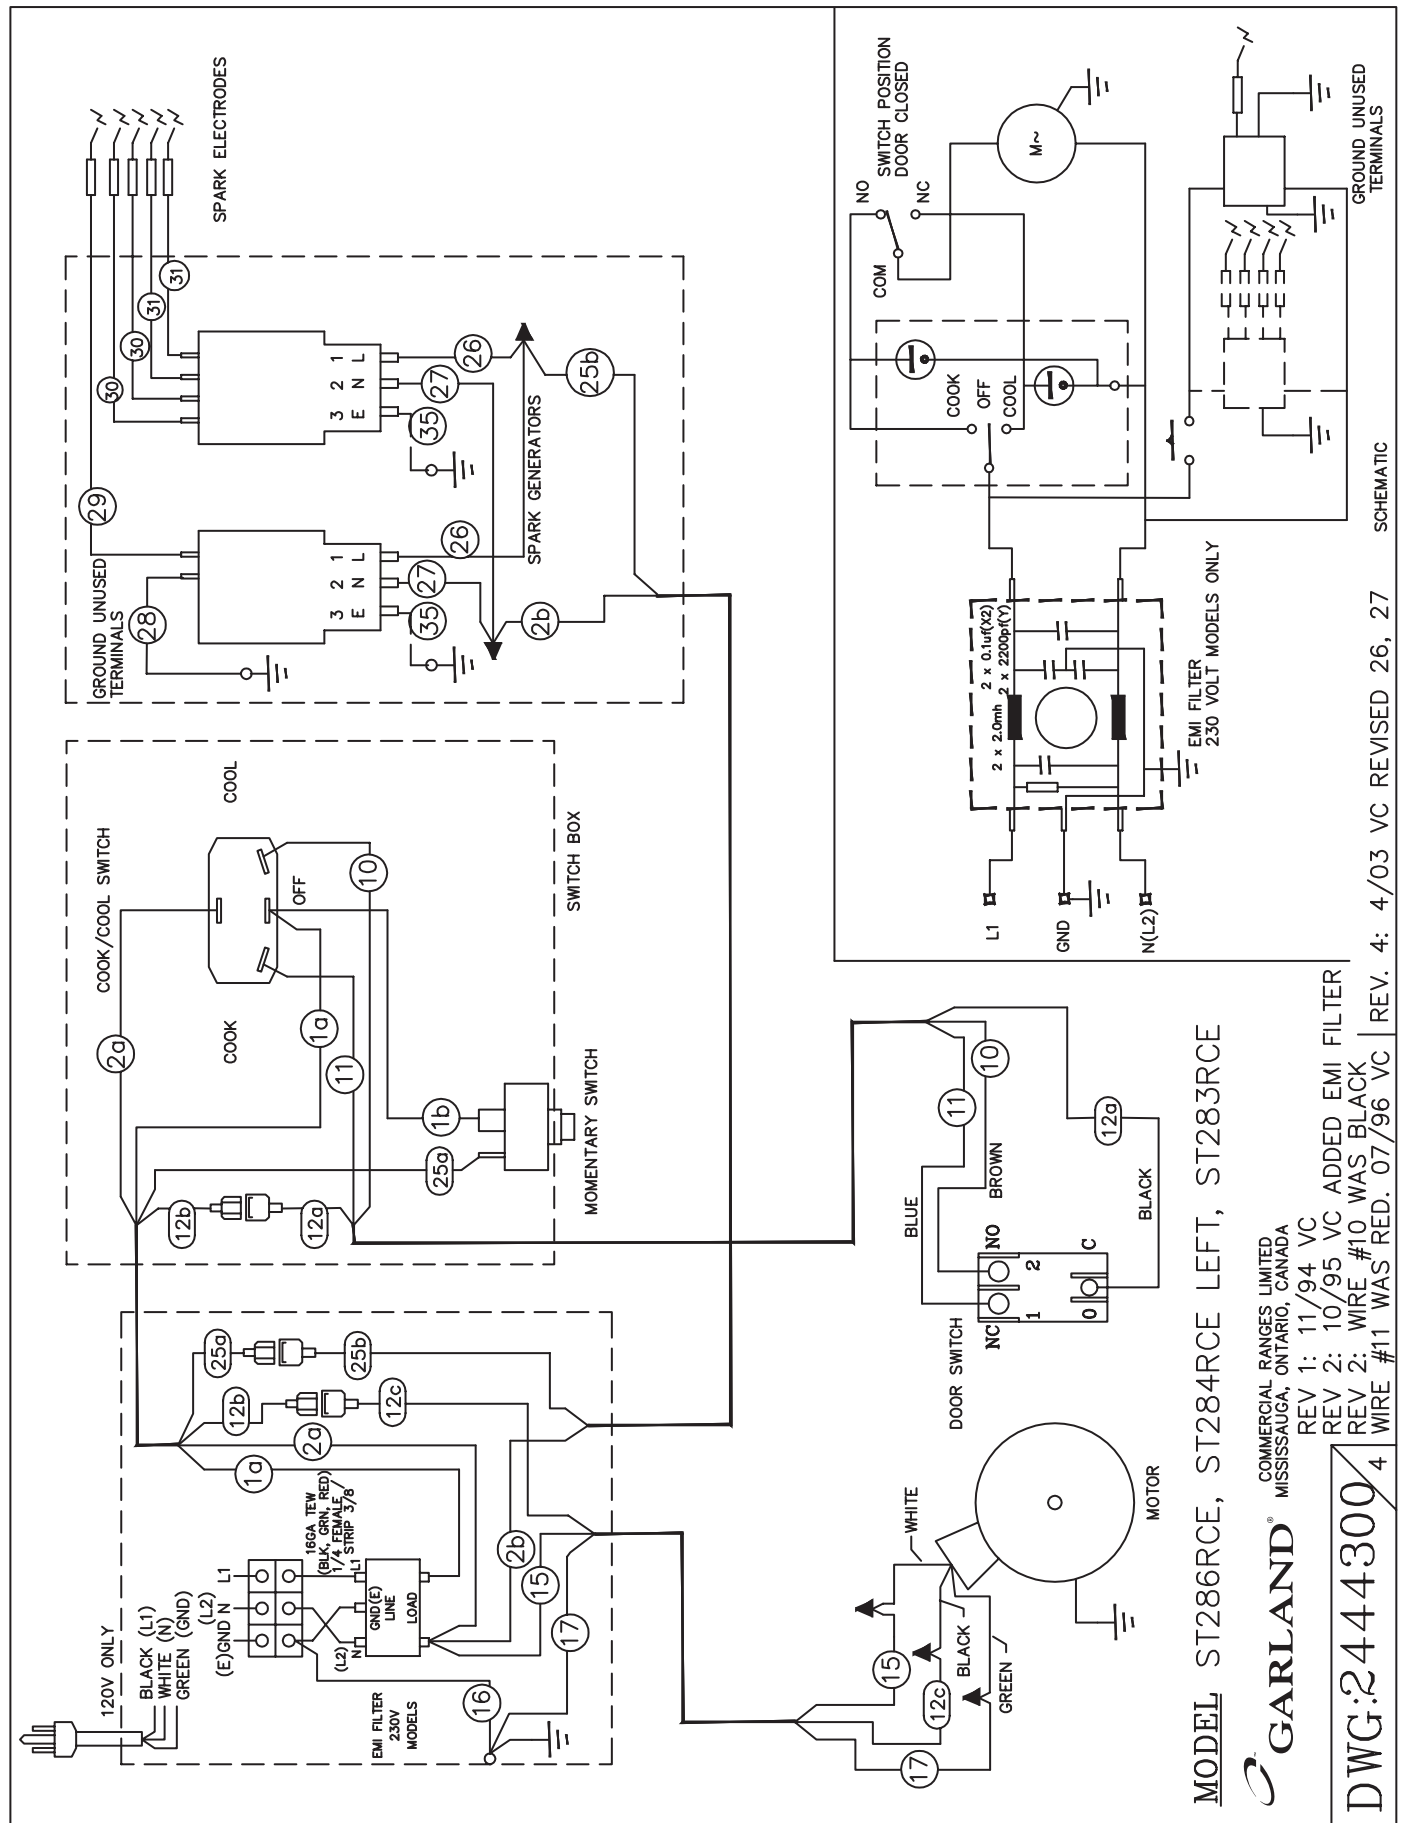 120V ONLY
BLACK (L1)
WHITE (N)
GREEN (GND)
(L2)
(E)GND N L1
16GA TEW
(BLK, GRN, RED)
1/4 FEMALE
STRIP 3/8
L1
GND(E)
LINE
LOAD
(L2)
N
EMI FILTER
230V
MODELS
16
1a
2a
12b
12c
25a
25b
2b
15
17
COOK/COOL SWITCH
COOK
OFF
COOL
2a
1a
11
10
1b
25a
12b
12a
MOMENTARY SWITCH
SWITCH BOX
GROUND UNUSED
TERMINALS
28
29
30
30
31
31
SPARK ELECTRODES
3 2 1
E N L
35
27
26
3 2 1
E N L
35
27
26
2b
25b
SPARK GENERATORS
WHITE
15
BLACK
12c
GREEN
17
MOTOR
DOOR SWITCH
BLUE
BROWN
BLACK
11
10
12a
NC NO
1 2
0 C
L1
GND
N(L2)
2 x 2.0mh
2 x 0.1uf(X2)
2 x 2200pf(Y)
EMI FILTER
230 VOLT MODELS ONLY
COOK
OFF
COOL
COM
NO
NC
SWITCH POSITION
DOOR CLOSED
M~
GROUND UNUSED
TERMINALS
SCHEMATIC
MODEL ST286RCE, ST284RCE LEFT, ST283RCE
GARLAND®
COMMERCIAL RANGES LIMITED
MISSISSAUGA, ONTARIO, CANADA
REV 1: 11/94 VC
REV 2: 10/95 VC ADDED EMI FILTER
REV 2: WIRE #10 WAS BLACK
WIRE #11 WAS RED. 07/96 VC
REV. 4: 4/03 VC REVISED 26, 27
DWG:2444300
4